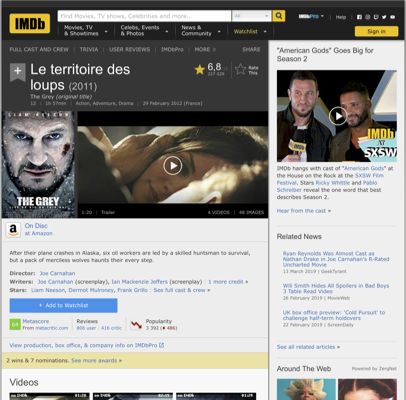 IMDb
Find Movies, TV shows, Celebrities and more...
All
Movies, TV & Showtimes
Celebs, Events & Photos
News & Community
Watchlist
IMDbPro
Help
Sign in
FULL CAST AND CREW | TRIVIA | USER REVIEWS | IMDbPro | MORE
SHARE
Le territoire des loups (2011)
The Grey (original title)
12 | 1h 57min | Action, Adventure, Drama | 29 February 2012 (France)
6,8
Rate This
LIAM NEESON
THE GREY
1:20 | Trailer
4 VIDEOS | 46 IMAGES
On Disc
at Amazon
After their plane crashes in Alaska, six oil workers are led by a skilled huntsman to survival, but a pack of merciless wolves haunts their every step.
Director: Joe Carnahan
Writers: Joe Carnahan (screenplay), Ian Mackenzie Jeffers (screenplay) | 1 more credit »
Stars: Liam Neeson, Dermot Mulroney, Frank Grillo | See full cast & crew »
+ Add to Watchlist
64
Metascore
From metacritic.com
Reviews
806 user | 416 critic
Popularity
3 392 (486)
View production, box office, & company info on IMDbPro
2 wins & 7 nominations. See more awards »
Videos
"American Gods" Goes Big for Season 2
IMDb
AT
SXSW
IMDb hangs with cast of "American Gods" at the House on the Rock at the SXSW Film Festival. Stars Ricky Whittle and Pablo Schreiber reveal the one word that best describes Season 2.
Hear from the cast »
Related News
Ryan Reynolds Was Almost Cast as Nathan Drake in Joe Carnahan's R-Rated Uncharted Movie
13 March 2019 | GeekTyrant
Will Smith Hides All Spoilers in Bad Boys 3 Table Read Video
26 February 2019 | MovieWeb
UK box office preview: 'Cold Pursuit' to challenge half-term holdovers
22 February 2019 | ScreenDaily
See all related articles »
Around The Web
Powered by ZergNet